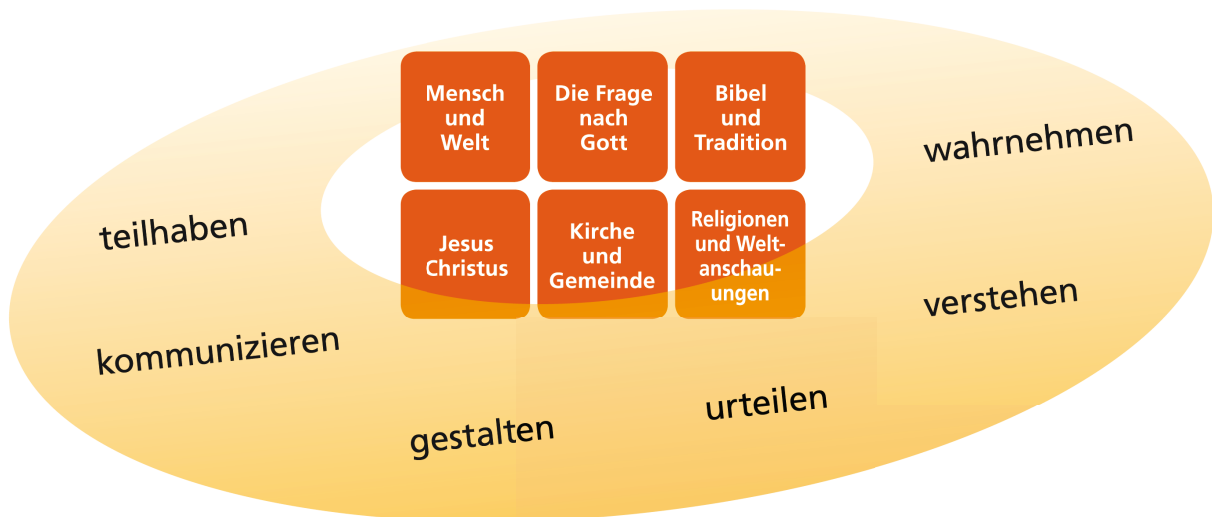 Mensch
und
Welt
Die Frage
nach
Gott
Bibel
und
Tradition
Jesus
Christus
Kirche
und
Gemeinde
Religionen
und Welt-
anschau-
ungen
wahrnehmen
verstehen
urteilen
gestalten
kommunizieren
teilhaben